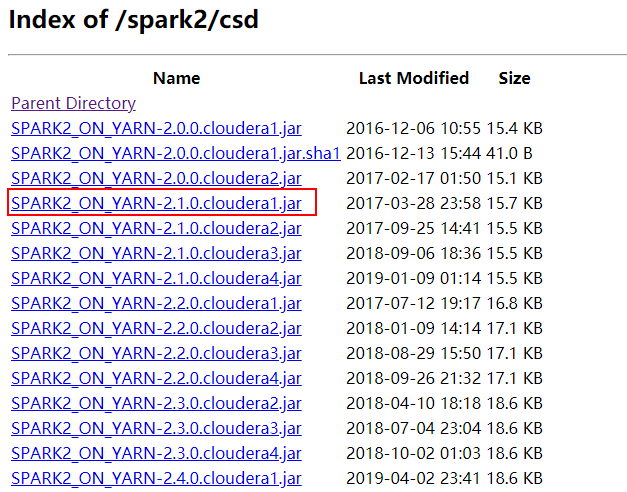 Index of /spark2/csd
Name Last Modified Size
Parent Directory
SPARK2_ON_YARN-2.0.0.cloudera1.jar 2016-12-06 10:55 15.4 KB
SPARK2_ON_YARN-2.0.0.cloudera1.jar.sha1 2016-12-13 15:44 41.0 B
SPARK2_ON_YARN-2.0.0.cloudera2.jar 2017-02-17 01:50 15.1 KB
SPARK2_ON_YARN-2.1.0.cloudera1.jar 2017-03-28 23:58 15.7 KB
SPARK2_ON_YARN-2.1.0.cloudera2.jar 2017-09-25 14:41 15.5 KB
SPARK2_ON_YARN-2.1.0.cloudera3.jar 2018-09-06 18:36 15.5 KB
SPARK2_ON_YARN-2.1.0.cloudera4.jar 2019-01-09 01:14 15.5 KB
SPARK2_ON_YARN-2.2.0.cloudera1.jar 2017-07-12 19:17 16.8 KB
SPARK2_ON_YARN-2.2.0.cloudera2.jar 2018-01-09 14:14 17.1 KB
SPARK2_ON_YARN-2.2.0.cloudera3.jar 2018-08-29 15:50 17.1 KB
SPARK2_ON_YARN-2.2.0.cloudera4.jar 2018-09-26 21:32 17.1 KB
SPARK2_ON_YARN-2.3.0.cloudera2.jar 2018-04-10 18:18 18.6 KB
SPARK2_ON_YARN-2.3.0.cloudera3.jar 2018-07-04 23:04 18.6 KB
SPARK2_ON_YARN-2.3.0.cloudera4.jar 2018-10-02 01:03 18.6 KB
SPARK2_ON_YARN-2.4.0.cloudera1.jar 2019-04-02 23:41 18.6 KB